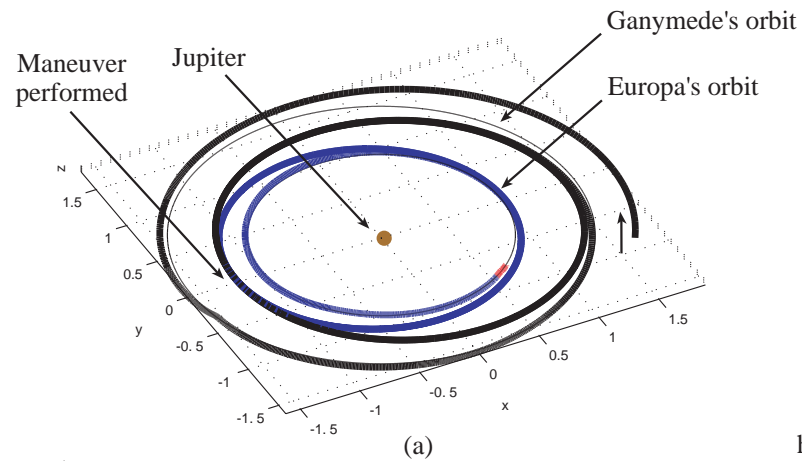 Ganymede's orbit
Maneuver
performed
Jupiter
Europa's orbit
z
1.5
1
0.5
0
-0. 5
-1
-1. 5
y
-1. 5
-1
-0. 5
0
0.5
1
1.5
x
(a)